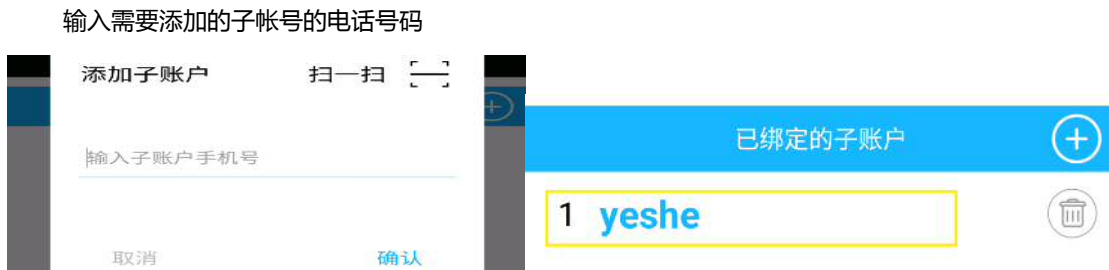 输入需要添加的子帐号的电话号码
添加子账户 扫一扫
输入子账户手机号
取消 确认
已绑定的子账户
1 yeshe